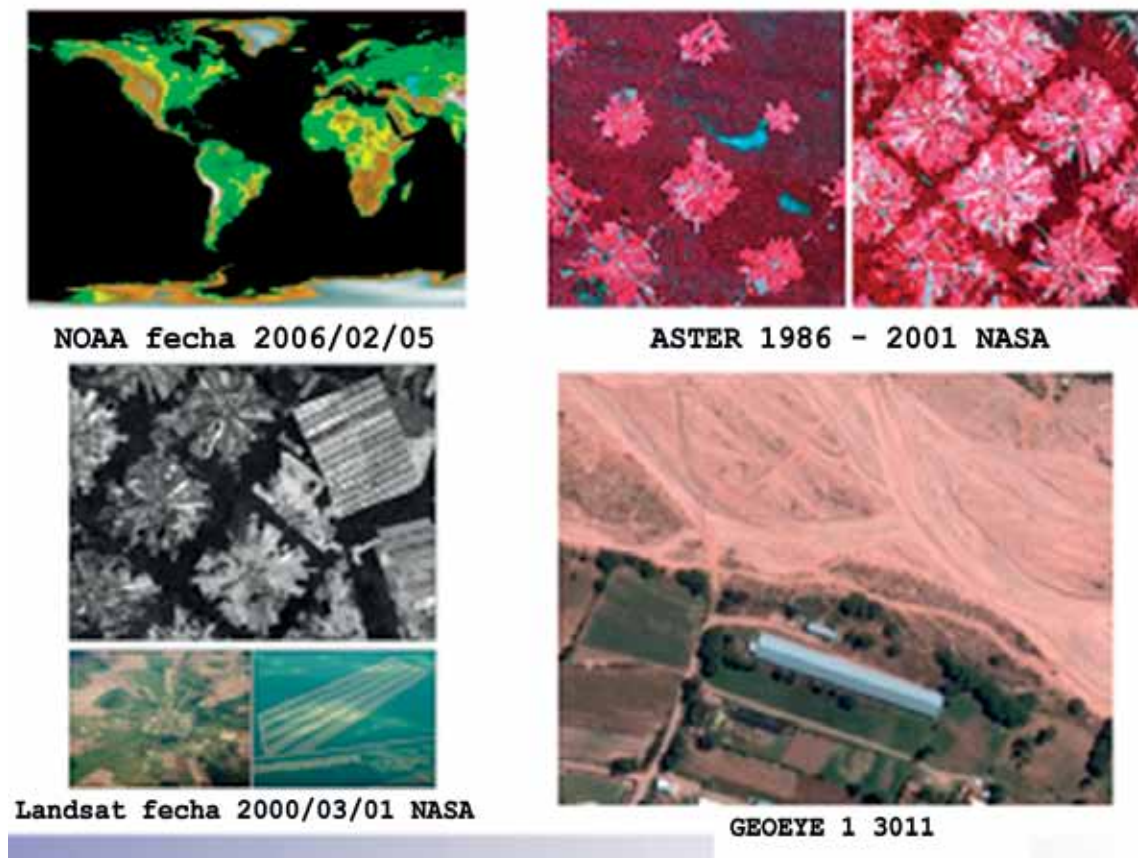 NOAA fecha 2006/02/05
ASTER 1986 - 2001 NASA
Landsat fecha 2000/03/01 NASA
GEOEYE 1 3011